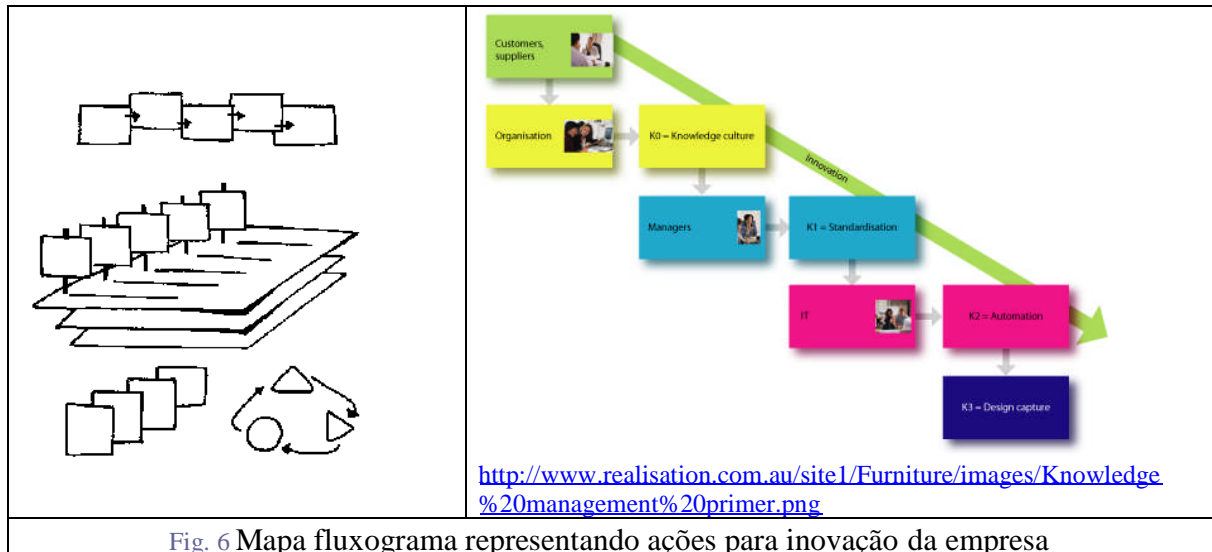 Customers,
suppliers
Organisation
K0 = Knowledge culture
Innovation
Managers
K1 = Standardisation
IT
K2 = Automation
K3 = Design capture
http://www.realisation.com.au/site1/Furniture/images/Knowledge
%20management%20primer.png
Fig. 6 Mapa fluxograma representando ações para inovação da empresa